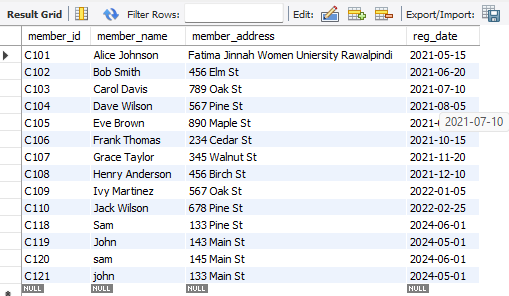 Result Grid Filter Rows: Edit: Export/Import:
member_id member_name member_address reg_date
C101 Alice Johnson Fatima Jinnah Women Uniersity Rawalpindi 2021-05-15
C102 Bob Smith 456 Elm St 2021-06-20
C103 Carol Davis 789 Oak St 2021-07-10
C104 Dave Wilson 567 Pine St 2021-08-05
C105 Eve Brown 890 Maple St 2021-
2021-07-10
C106 Frank Thomas 234 Cedar St 2021-10-15
C107 Grace Taylor 345 Walnut St 2021-11-20
C108 Henry Anderson 456 Birch St 2021-12-10
C109 Ivy Martinez 567 Oak St 2022-01-05
C110 Jack Wilson 678 Pine St 2022-02-25
C118 Sam 133 Pine St 2024-06-01
C119 John 143 Main St 2024-05-01
C120 sam 145 Main St 2024-06-01
C121 john 133 Main St 2024-05-01
NULL NULL NULL NULL